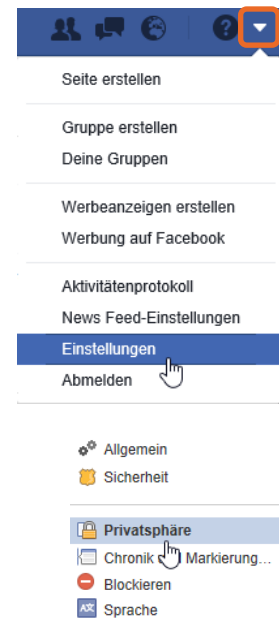 Seite erstellen
Gruppe erstellen
Deine Gruppen
Werbeanzeigen erstellen
Werbung auf Facebook
Aktivitätenprotokoll
News Feed-Einstellungen
Einstellungen
Abmelden
Allgemein
Sicherheit
Privatsphäre
Chronik Markierung...
Blockieren
Sprache